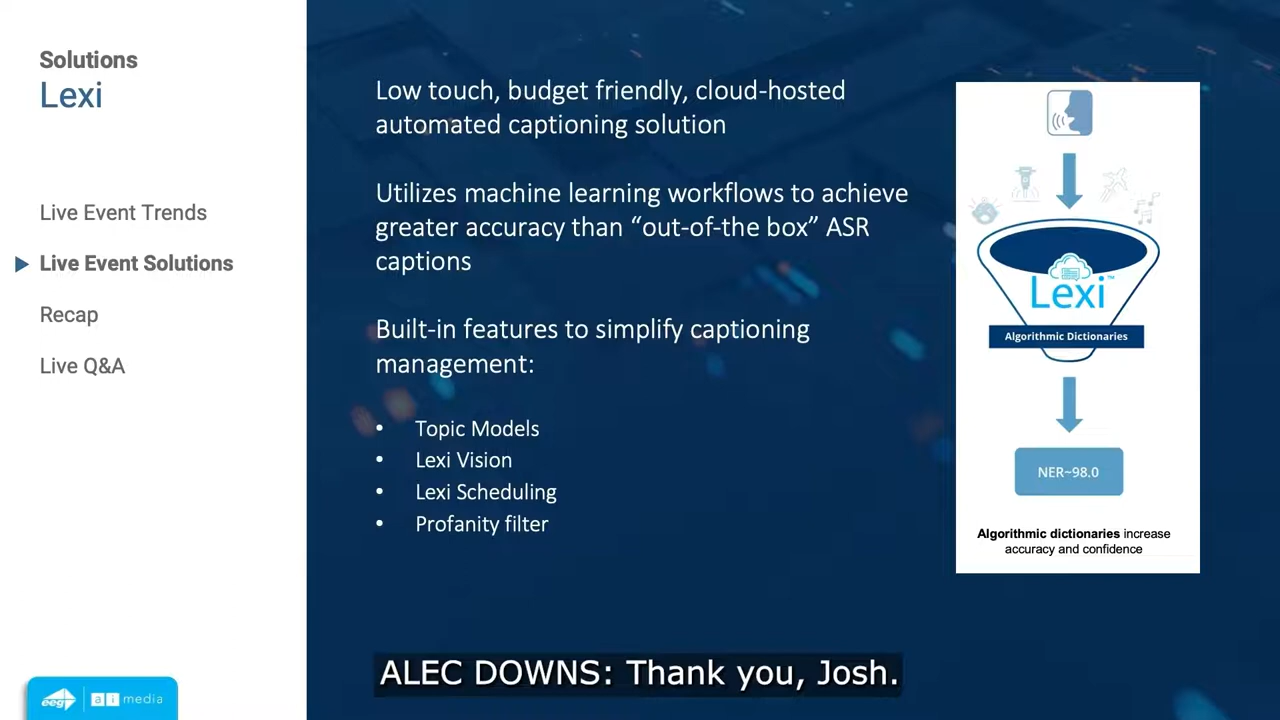 Solutions
Lexi
Live Event Trends
Live Event Solutions
Recap
Live Q&A
Low touch, budget friendly, cloud-hosted
automated captioning solution
Utilizes machine learning workflows to achieve
greater accuracy than “out-of-the box” ASR
captions
Built-in features to simplify captioning
management:
• Topic Models
• Lexi Vision
• Lexi Scheduling
• Profanity filter
Lexi™
Algorithmic Dictionaries
NER~98.0
Algorithmic dictionaries increase
accuracy and confidence
ALEC DOWNS: Thank you, Josh.
eeg ai media